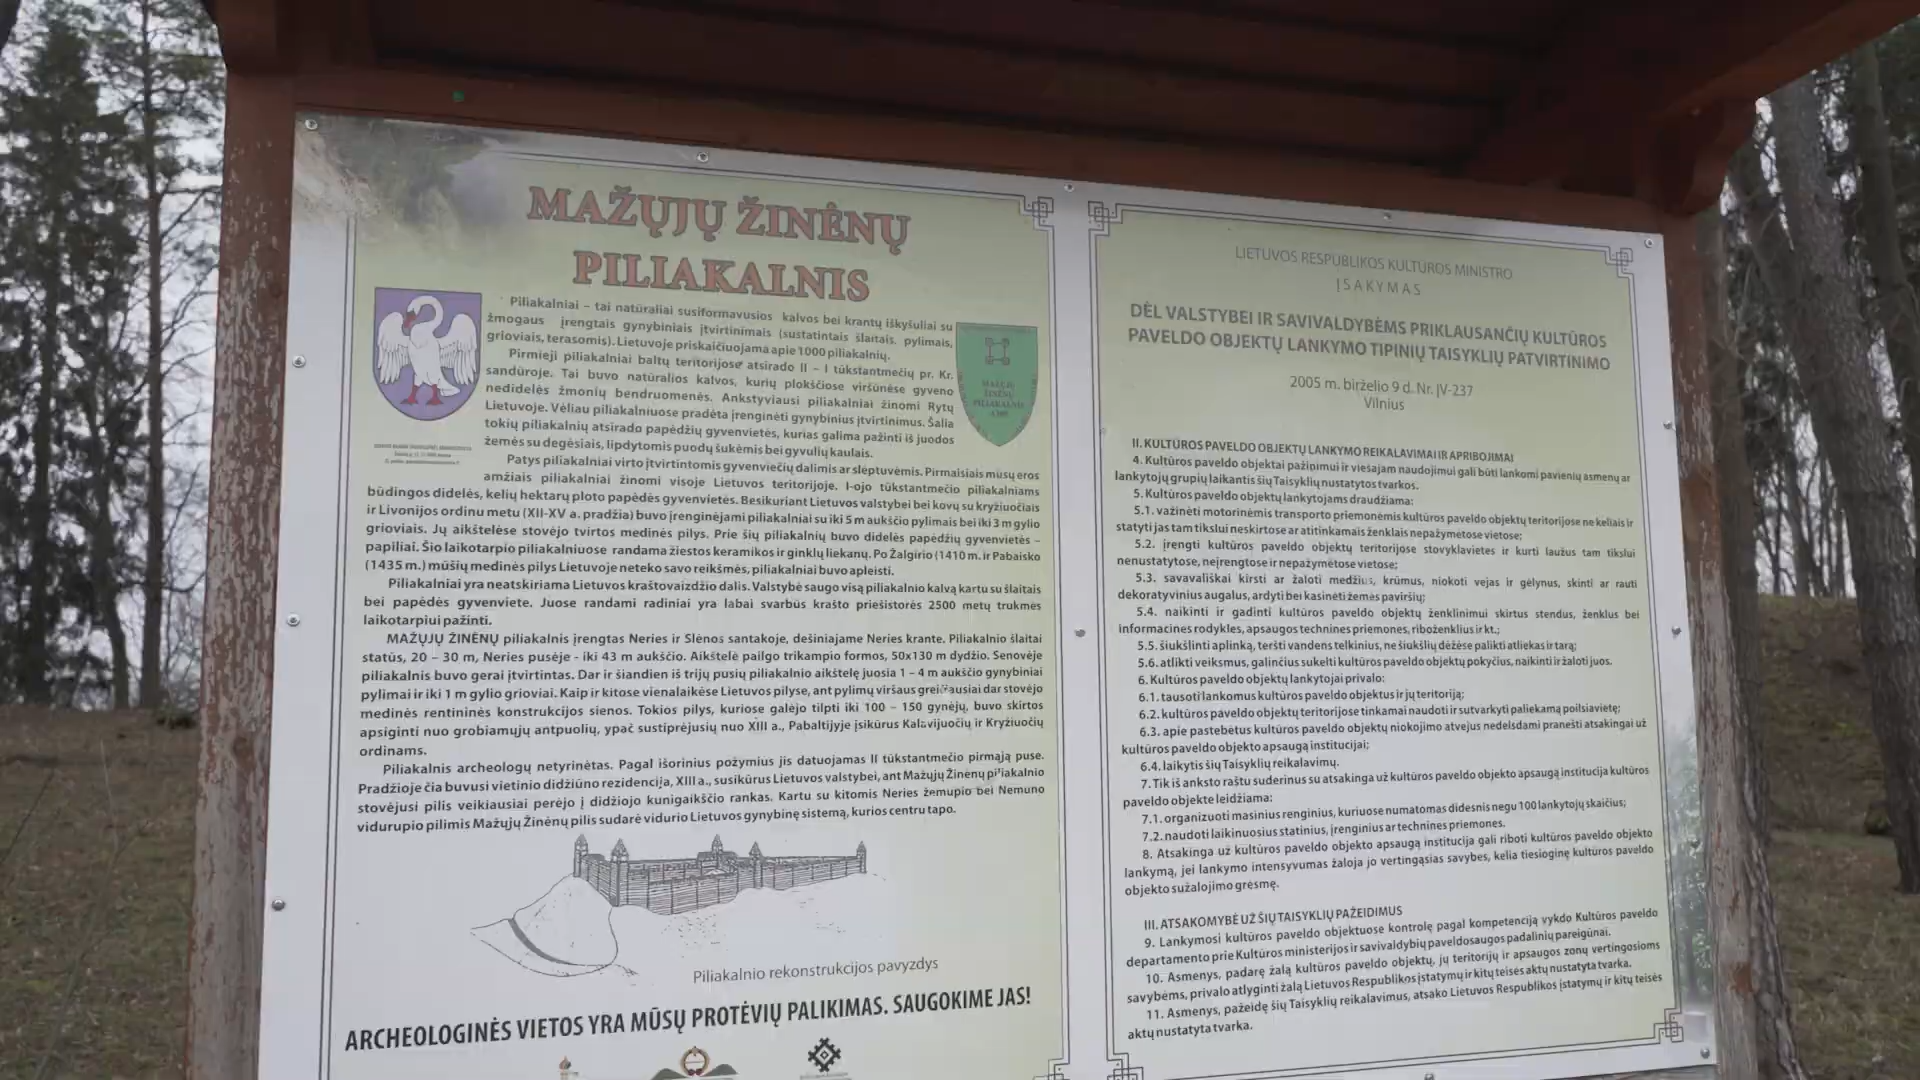 MAŽŲJŲ ŽINĖNŲ
PILIAKALNIS
Piliakalniai – tai natūraliai susiformavusios kalvos bei krantų iškyšuliai su
žmogaus įrengtais gynybiniais įtvirtinimais (sustatintais šlaitais, pylimais,
grioviais, terasomis). Lietuvoje priskaičiuojama apie 1000 piliakalnių.
Pirmieji piliakalniai baltų teritorijose atsirado II – I tūkstantmečių pr. Kr.
sandūroje. Tai buvo natūralios kalvos, kurių plokščiose viršūnėse gyveno
nedidelės žmonių bendruomenės. Ankstyviausi piliakalniai žinomi Rytų
Lietuvoje. Vėliau piliakalniuose pradėta įrenginėti gynybinius įtvirtinimus. Šalia
tokių piliakalnių atsirado papėdžių gyvenvietės, kurias galima pažinti iš juodos
žemės su degėsiais, lipdytomis puodų šukėmis bei gyvulių kaulais.
Patys piliakalniai virto įtvirtintomis gyvenviečių dalimis ar slėptuvėmis. Pirmaisiais mūsų eros
amžiais piliakalniai žinomi visoje Lietuvos teritorijoje. I-ojo tūkstantmečio piliakalniams
būdingos didelės, kelių hektarų ploto papėdės gyvenvietės. Besikuriant Lietuvos valstybei bei kovų su kryžiuočiais
ir Livonijos ordinu metu (XII-XV a. pradžia) buvo įrenginėjami piliakalniai su iki 5 m aukščio pylimais bei iki 3 m gylio
grioviais. Jų aikštelėse stovėjo tvirtos medinės pilys. Prie šių piliakalnių buvo didelės papėdžių gyvenvietės –
papiliai. Šio laikotarpio piliakalniuose randama žiestos keramikos ir ginklų liekanų. Po Žalgirio (1410 m. ir Pabaisko
(1435 m.) mūšių medinės pilys Lietuvoje neteko savo reikšmės, piliakalniai buvo apleisti.
Piliakalniai yra neatskiriama Lietuvos kraštovaizdžio dalis. Valstybė saugo visą piliakalnio kalvą kartu su šlaitais
bei papėdės gyvenviete. Juose randami radiniai yra labai svarbūs krašto priešistorės 2500 metų trukmės
laikotarpiui pažinti.
MAŽŲJŲ ŽINĖNŲ piliakalnis įrengtas Neries ir Slėnos santakoje, dešiniajame Neries krante. Piliakalnio šlaitai
statūs, 20 – 30 m, Neries pusėje - iki 43 m aukščio. Aikštelė pailgo trikampio formos, 50x130 m dydžio. Senovėje
piliakalnis buvo gerai įtvirtintas. Dar ir šiandien iš trijų pusių piliakalnio aikštelę juosia 1 – 4 m aukščio gynybiniai
pylimai ir iki 1 m gylio grioviai. Kaip ir kitose vienalaikėse Lietuvos pilyse, ant pylimų viršaus greičiausiai dar stovėjo
medinės rentininės konstrukcijos sienos. Tokios pilys, kuriose galėjo tilpti iki 100 – 150 gynėjų, buvo skirtos
apsiginti nuo grobiamųjų antpuolių, ypač sustiprėjusių nuo XIII a., Pabaltijyje įsikūrus Kalavijuočių ir Kryžiuočių
ordinams.
Piliakalnis archeologų netyrinėtas. Pagal išorinius požymius jis datuojamas II tūkstantmečio pirmąja puse.
Pradžioje čia buvusi vietinio didžiūno rezidencija, XIII a., susikūrus Lietuvos valstybei, ant Mažųjų Žinėnų piliakalnio
stovėjusi pilis veikiausiai perėjo į didžiojo kunigaikščio rankas. Kartu su kitomis Neries žemupio bei Nemuno
vidurupio pilimis Mažųjų Žinėnų pilis sudarė vidurio Lietuvos gynybinę sistemą, kurios centru tapo.
Piliakalnio rekonstrukcijos pavyzdys
ARCHEOLOGINĖS VIETOS YRA MŪSŲ PROTĖVIŲ PALIKIMAS. SAUGOKIME JAS!
MAŽŲJŲ
ŽINĖNŲ
PILIAKALNIS
LIETUVOS RESPUBLIKOS KULTŪROS MINISTRO
ĮSAKYMAS
DĖL VALSTYBEI IR SAVIVALDYBĖMS PRIKLAUSANČIŲ KULTŪROS
PAVELDO OBJEKTŲ LANKYMO TIPINIŲ TAISYKLIŲ PATVIRTINIMO
2005 m. birželio 9 d. Nr. ĮV-237
Vilnius
II. KULTŪROS PAVELDO OBJEKTŲ LANKYMO REIKALAVIMAI IR APRIBOJIMAI
4. Kultūros paveldo objektai pažinimui ir viešajam naudojimui gali būti lankomi pavienių asmenų ar
lankytojų grupių laikantis šių Taisyklių nustatytos tvarkos.
5. Kultūros paveldo objektų lankytojams draudžiama:
5.1. važinėti motorinėmis transporto priemonėmis kultūros paveldo objektų teritorijose ne keliais ir
statyti jas tam tikslui neskirtose ar atitinkamais ženklais nepažymėtose vietose;
5.2. įrengti kultūros paveldo objektų teritorijose stovyklavietes ir kurti laužus tam tikslui
nenustatytose, neįrengtose ir nepažymėtose vietose;
5.3. savavališkai kirsti ar žaloti medžius, krūmus, niokoti vejas ir gėlynus, skinti ar rauti
dekoratyvinius augalus, ardyti bei kasinėti žemės paviršių;
5.4. naikinti ir gadinti kultūros paveldo objektų ženklinimui skirtus stendus, ženklus bei
informacines rodykles, apsaugos technines priemones, riboženklius ir kt.;
5.5. šiukšlinti aplinką, teršti vandens telkinius, ne šiukšlių dėžėse palikti atliekas ir tarą;
5.6. atlikti veiksmus, galinčius sukelti kultūros paveldo objektų pokyčius, naikinti ir žaloti juos.
6. Kultūros paveldo objektų lankytojai privalo:
6.1. tausoti lankomus kultūros paveldo objektus ir jų teritoriją;
6.2. kultūros paveldo objektų teritorijose tinkamai naudoti ir sutvarkyti paliekamą poilsiavietę;
6.3. apie pastebėtus kultūros paveldo objektų niokojimo atvejus nedelsdami pranešti atsakingai už
kultūros paveldo objekto apsaugą institucijai;
6.4. laikytis šių Taisyklių reikalavimų.
7. Tik iš anksto raštu suderinus su atsakinga už kultūros paveldo objekto apsaugą institucija kultūros
paveldo objekte leidžiama:
7.1. organizuoti masinius renginius, kuriuose numatomas didesnis negu 100 lankytojų skaičius;
7.2. naudoti laikinuosius statinius, įrenginius ar technines priemones.
8. Atsakinga už kultūros paveldo objekto apsaugą institucija gali riboti kultūros paveldo objekto
lankymą, jei lankymo intensyvumas žaloja jo vertingąsias savybes, kelia tiesioginę kultūros paveldo
objekto sužalojimo grėsmę.
III. ATSAKOMYBĖ UŽ ŠIŲ TAISYKLIŲ PAŽEIDIMUS
9. Lankymosi kultūros paveldo objektuose kontrolę pagal kompetenciją vykdo Kultūros paveldo
departamento prie Kultūros ministerijos ir savivaldybių paveldosaugos padalinių pareigūnai.
10. Asmenys, padarę žalą kultūros paveldo objektų, jų teritorijų ir apsaugos zonų vertingosioms
savybėms, privalo atlyginti žalą Lietuvos Respublikos įstatymų ir kitų teisės aktų nustatyta tvarka.
11. Asmenys, pažeidę šių Taisyklių reikalavimus, atsako Lietuvos Respublikos įstatymų ir kitų teisės
aktų nustatyta tvarka.